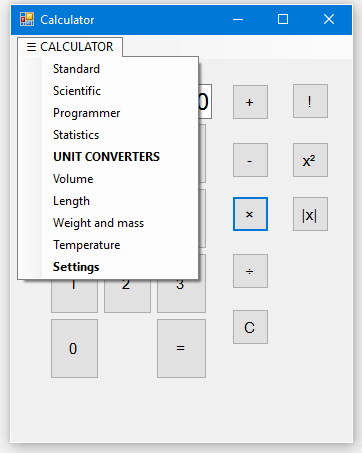 Calculator
☰ CALCULATOR
Standard
Scientific
Programmer
Statistics
UNIT CONVERTERS
Volume
Length
Weight and mass
Temperature
Settings
0 + !
- x²
× |x|
1 2 3 ÷
0 = C